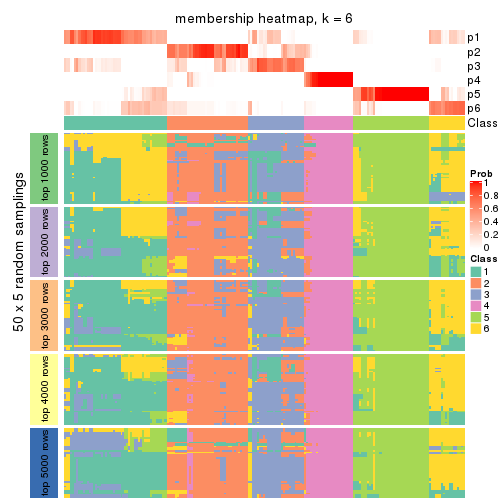 membership heatmap, k = 6
p1
p2
p3
p4
p5
p6
Class
50 x 5 random samplings
top 1000 rows
top 2000 rows
top 3000 rows
top 4000 rows
top 5000 rows
Prob
1
0.8
0.6
0.4
0.2
0
Class
1
2
3
4
5
6